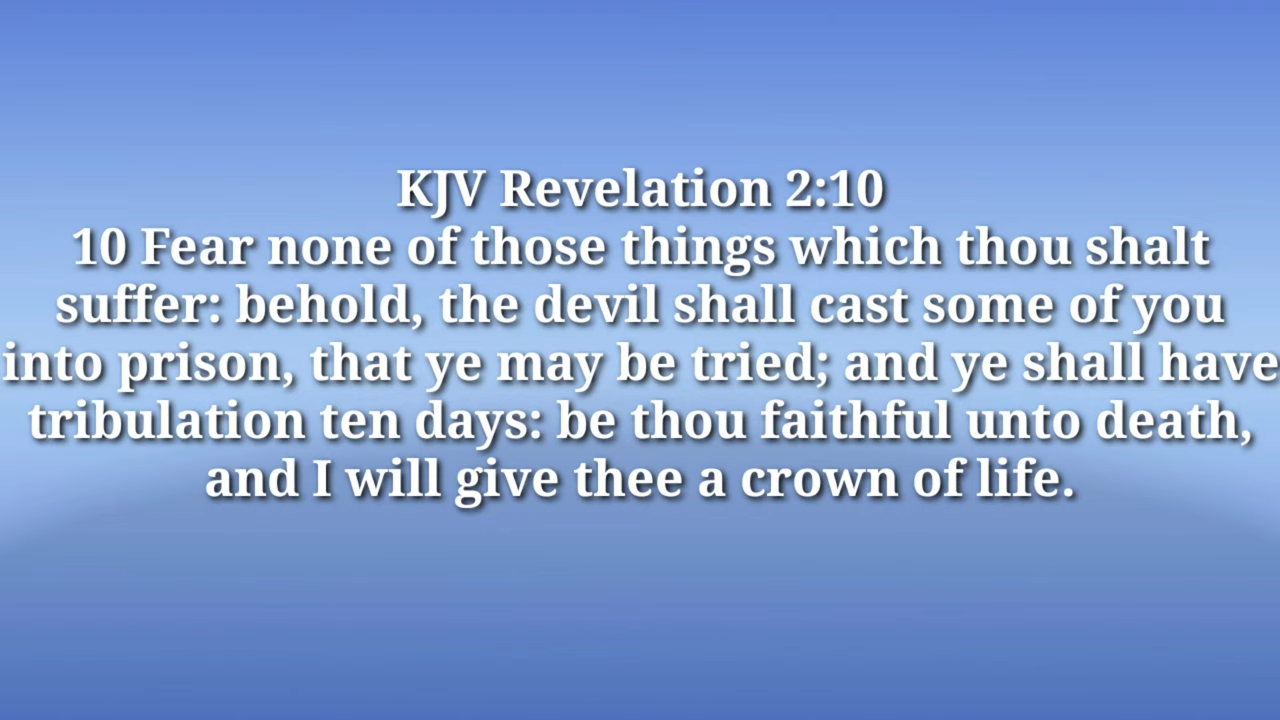 KJV Revelation 2:10
10 Fear none of those things which thou shalt
suffer: behold, the devil shall cast some of you
into prison, that ye may be tried; and ye shall have
tribulation ten days: be thou faithful unto death,
and I will give thee a crown of life.